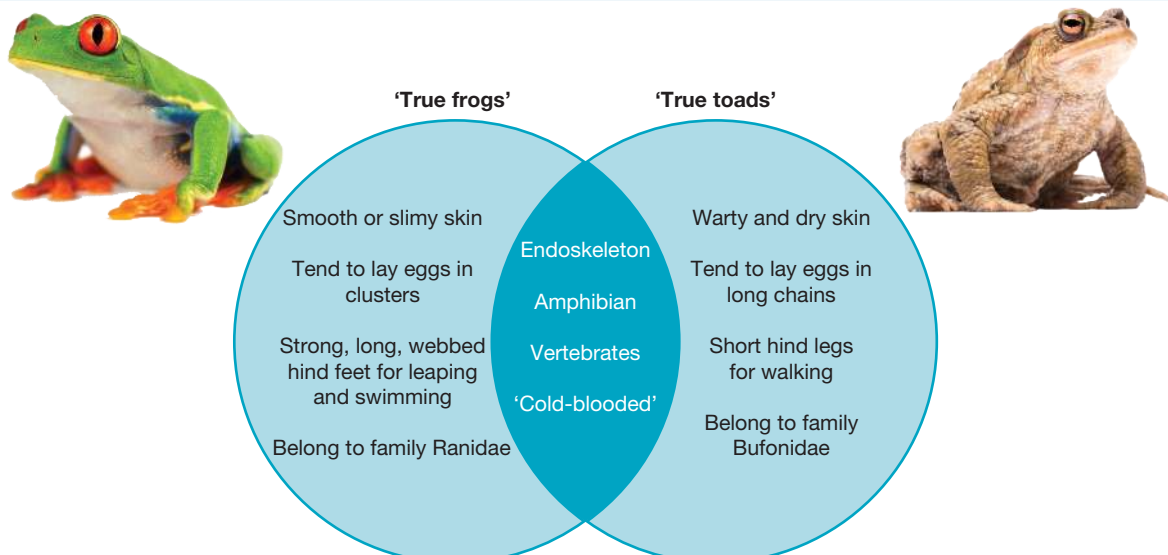 ‘True frogs’
‘True toads’
Smooth or slimy skin
Tend to lay eggs in
clusters
Strong, long, webbed
hind feet for leaping
and swimming
Belong to family Ranidae
Endoskeleton
Amphibian
Vertebrates
‘Cold-blooded’
Warty and dry skin
Tend to lay eggs in
long chains
Short hind legs
for walking
Belong to family
Bufonidae